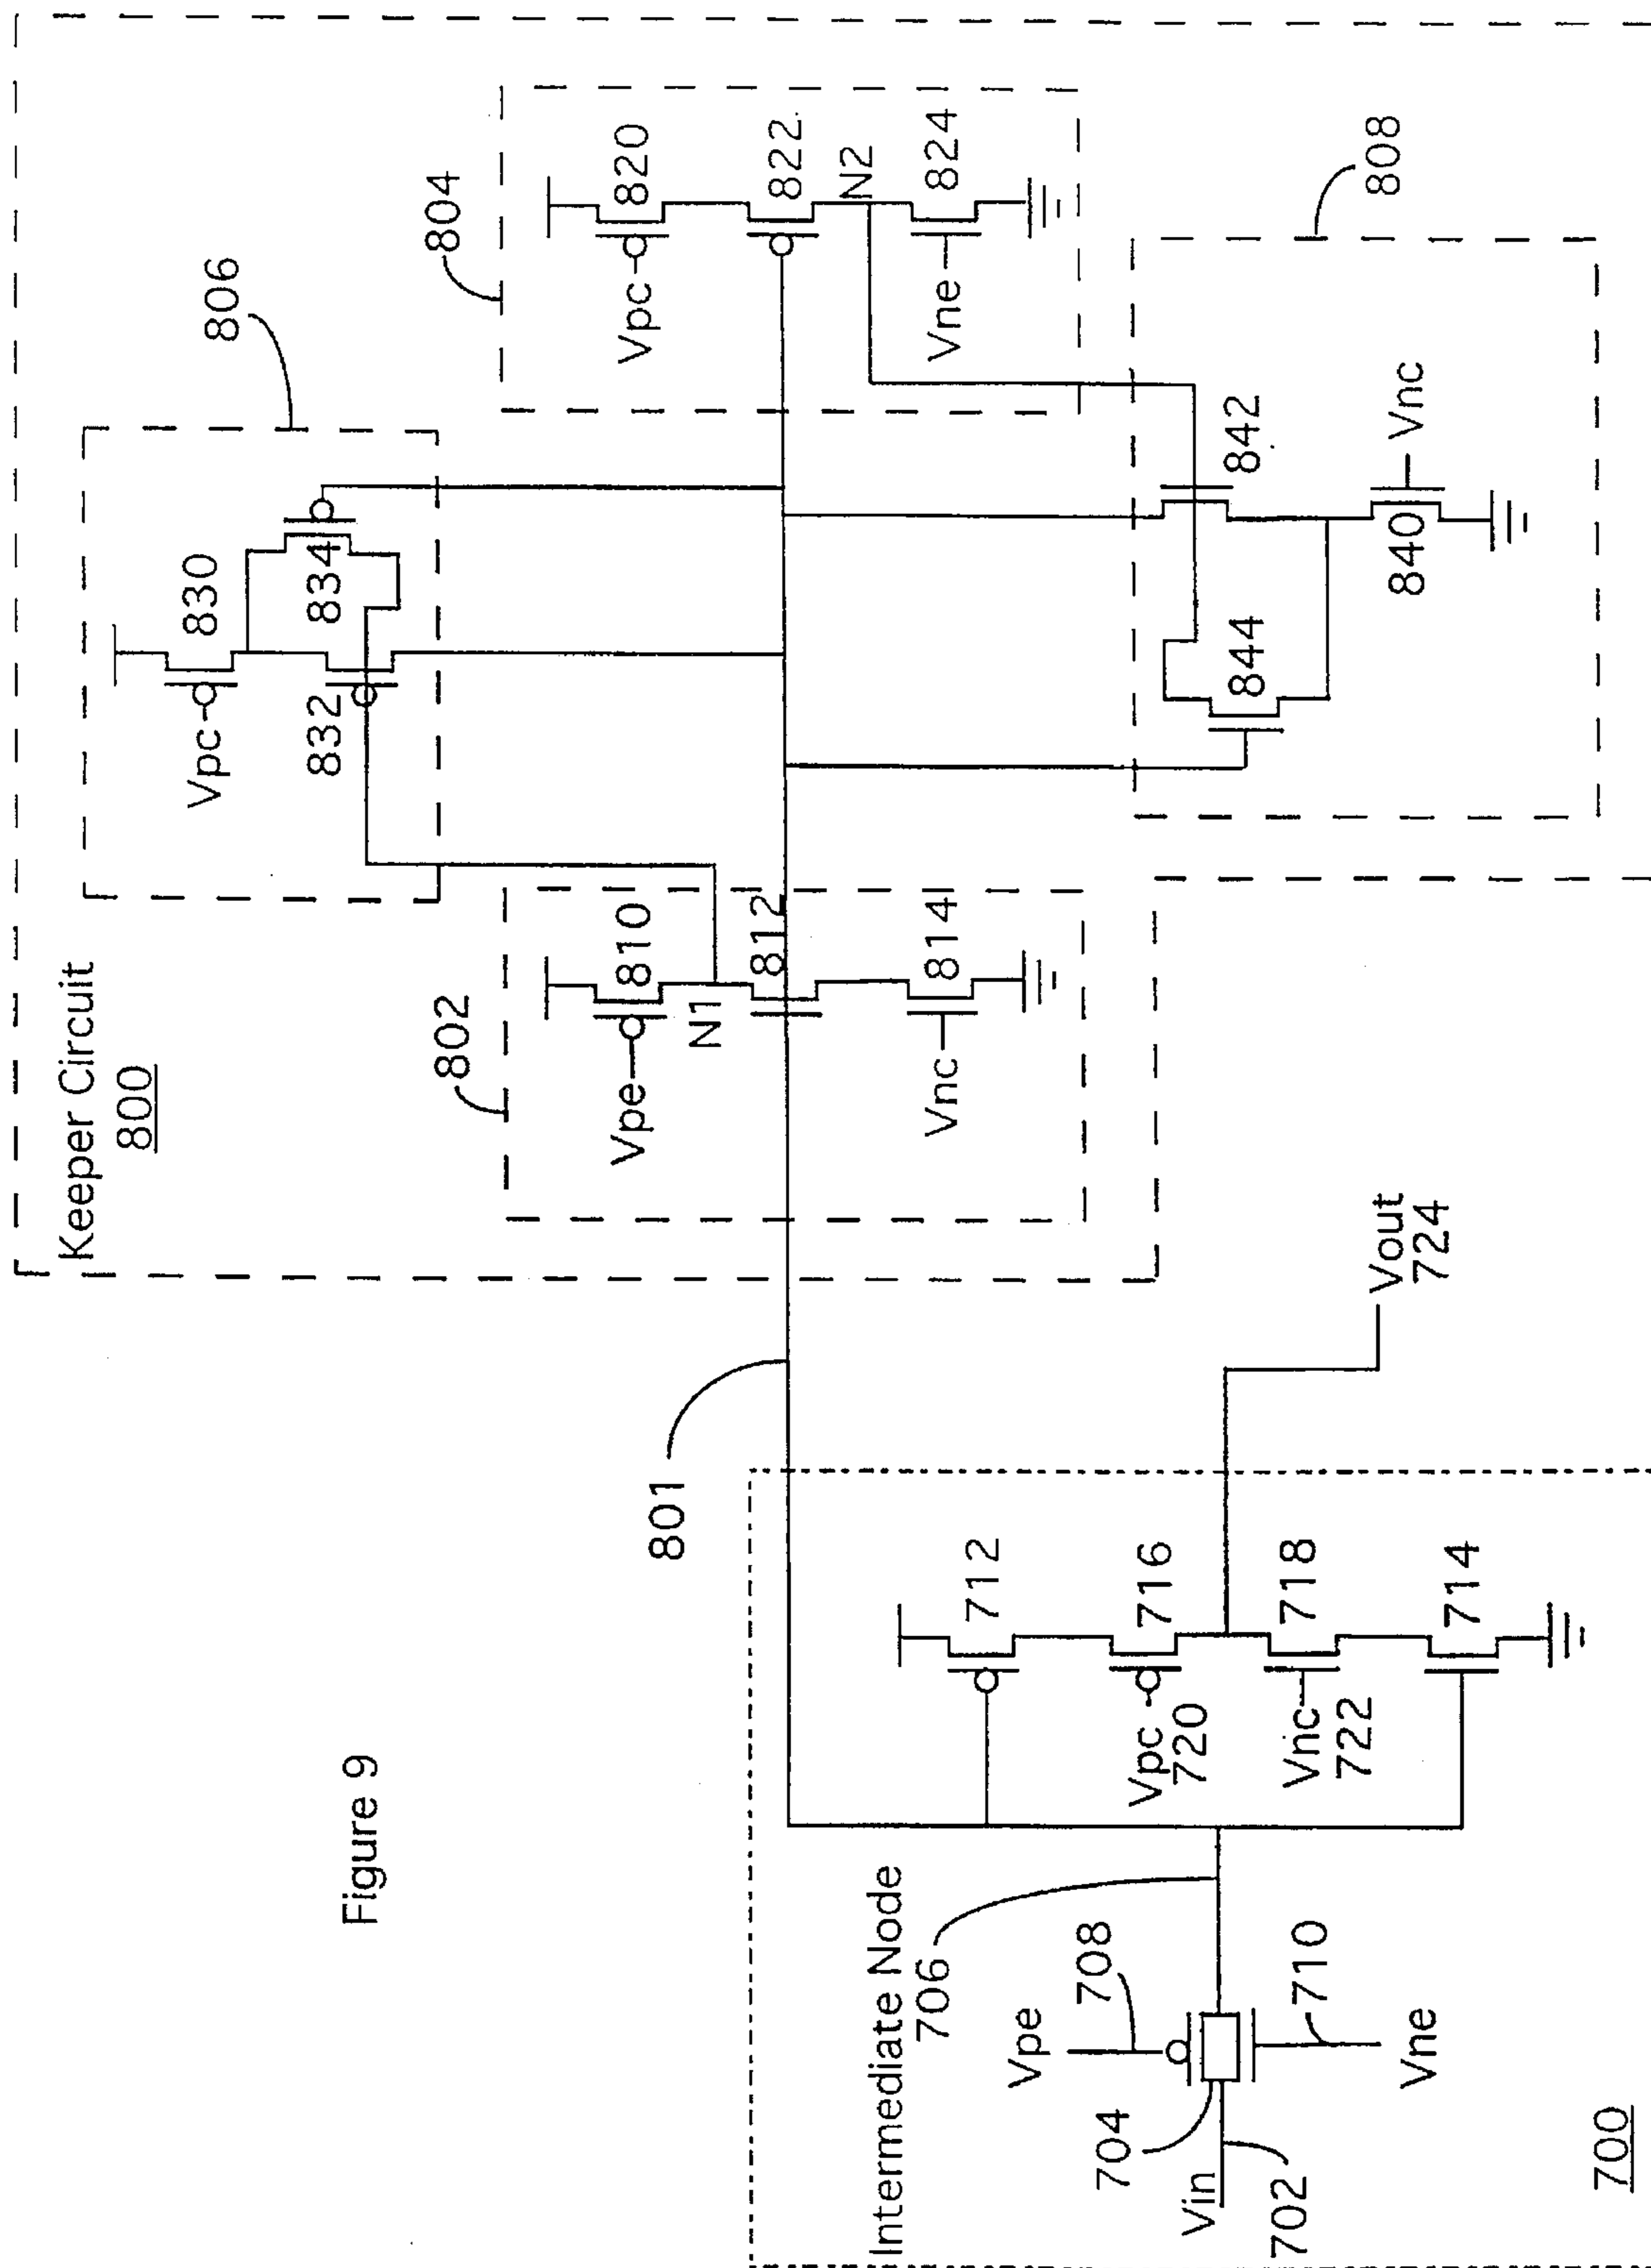 Figure 9
Keeper Circuit
800
806
Vpc
830
832
834
804
Vpc
820
822
N2
Vne
824
802
Vpe
810
N1
812
Vnc
814
808
842
844
840
Vnc
801
Intermediate Node
706
Vpe
708
704
Vin
702
710
Vne
712
Vpc
720
716
Vnc
722
718
714
Vout
724
700